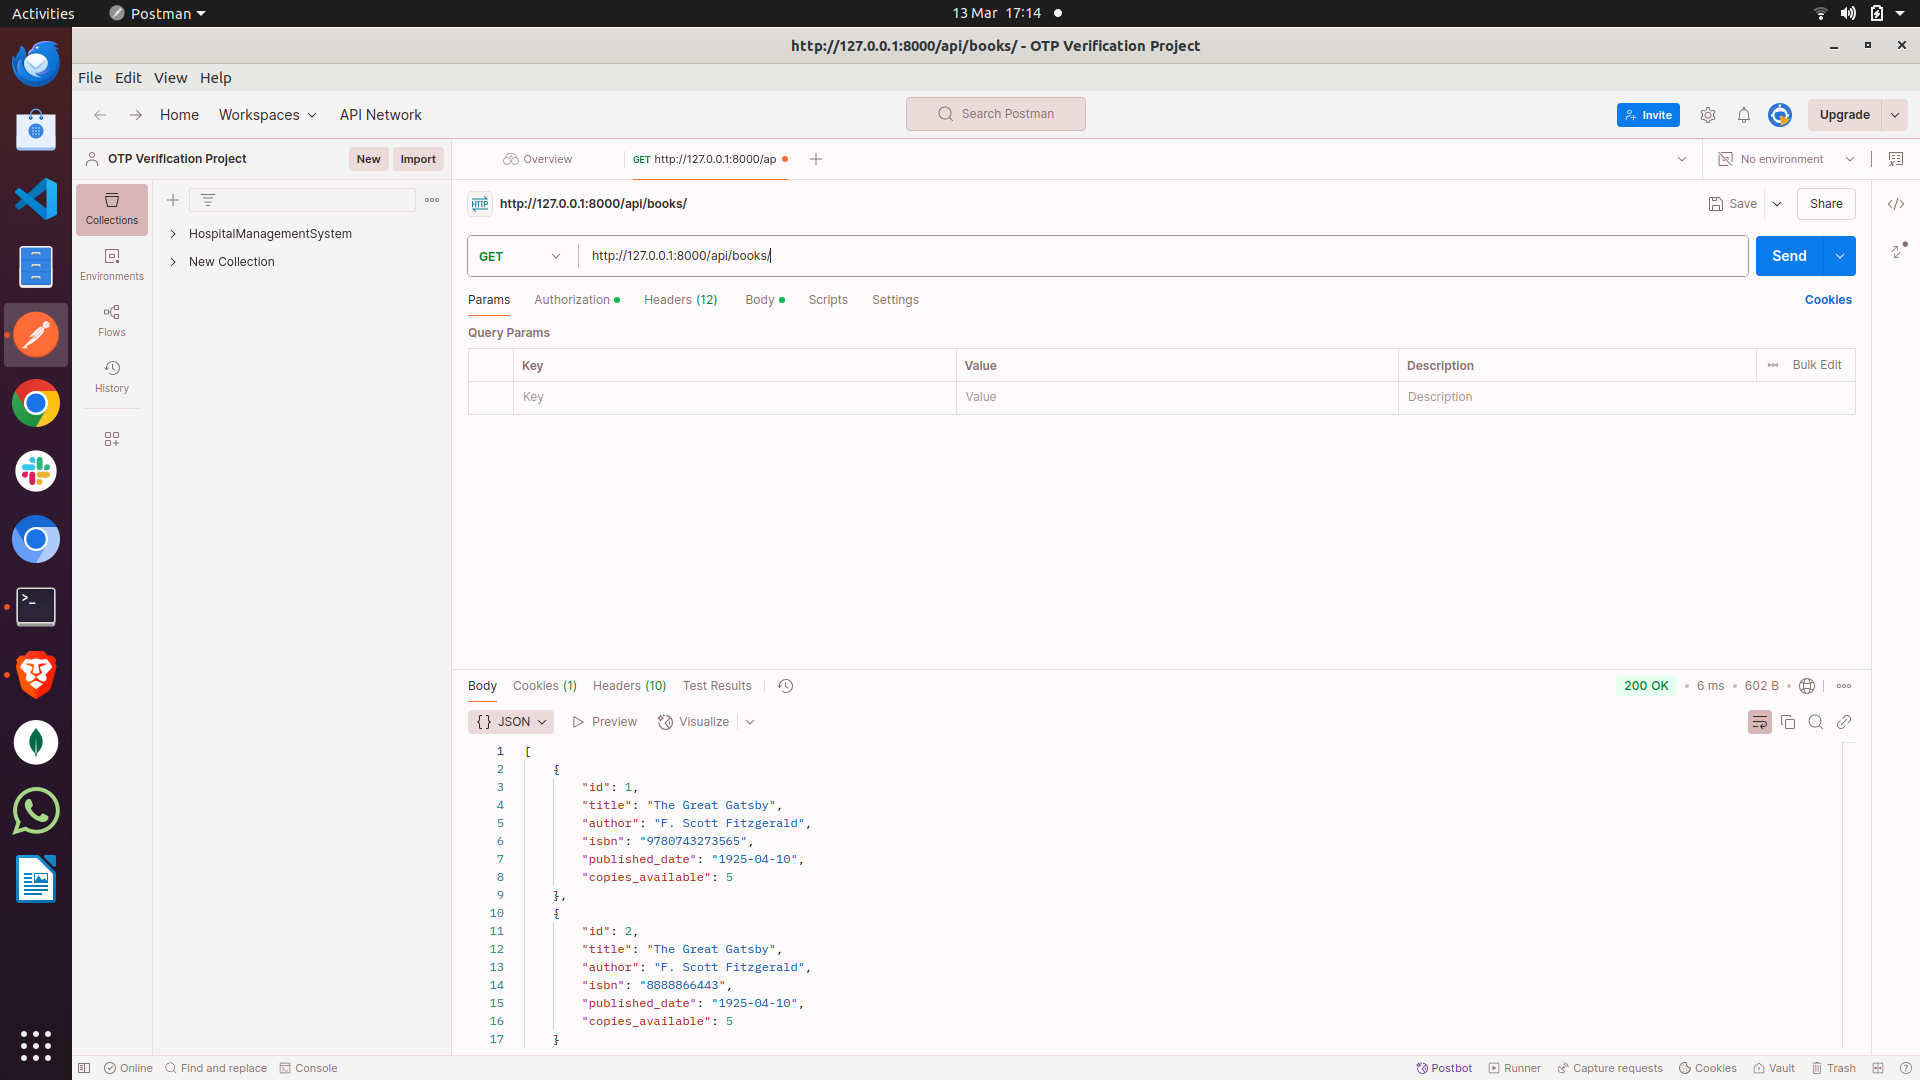 Activities Postman 13 Mar 17:14
http://127.0.0.1:8000/api/books/ - OTP Verification Project
File Edit View Help
Home Workspaces API Network Search Postman Invite Upgrade
OTP Verification Project New Import Overview GET http://127.0.0.1:8000/ap No environment
Collections
HTTP http://127.0.0.1:8000/api/books/ Save Share
HospitalManagementSystem
New Collection
GET http://127.0.0.1:8000/api/books/ Send
Environments
Flows
History
Params Authorization Headers (12) Body Scripts Settings Cookies
Query Params
Key Value Description Bulk Edit
Key Value Description
Body Cookies (1) Headers (10) Test Results 200 OK 6 ms 602 B
{} JSON Preview Visualize
1 [
2 {
3 "id": 1,
4 "title": "The Great Gatsby",
5 "author": "F. Scott Fitzgerald",
6 "isbn": "9780743273565",
7 "published_date": "1925-04-10",
8 "copies_available": 5
9 },
10 {
11 "id": 2,
12 "title": "The Great Gatsby",
13 "author": "F. Scott Fitzgerald",
14 "isbn": "8888866443",
15 "published_date": "1925-04-10",
16 "copies_available": 5
17 }
Online Find and replace Console Postbot Runner Capture requests Cookies Vault Trash